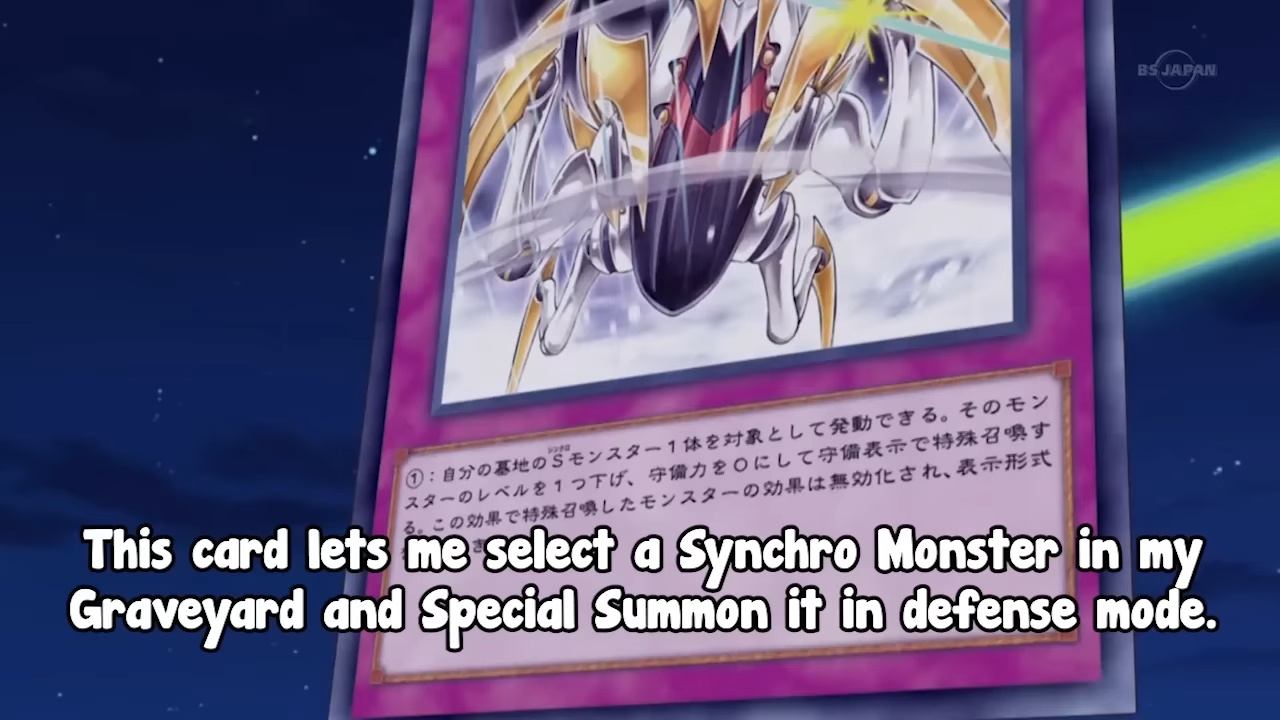 BS JAPAN
シンクロ
①：自分の墓地のSモンスター1体を対象として発動できる。そのモン
スターのレベルを1つ下げ、守備力を0にして守備表示で特殊召喚す
る。この効果で特殊召喚したモンスターの効果は無効化され、表示形式
This card lets me select a Synchro Monster in my
Graveyard and Special Summon it in defense mode.